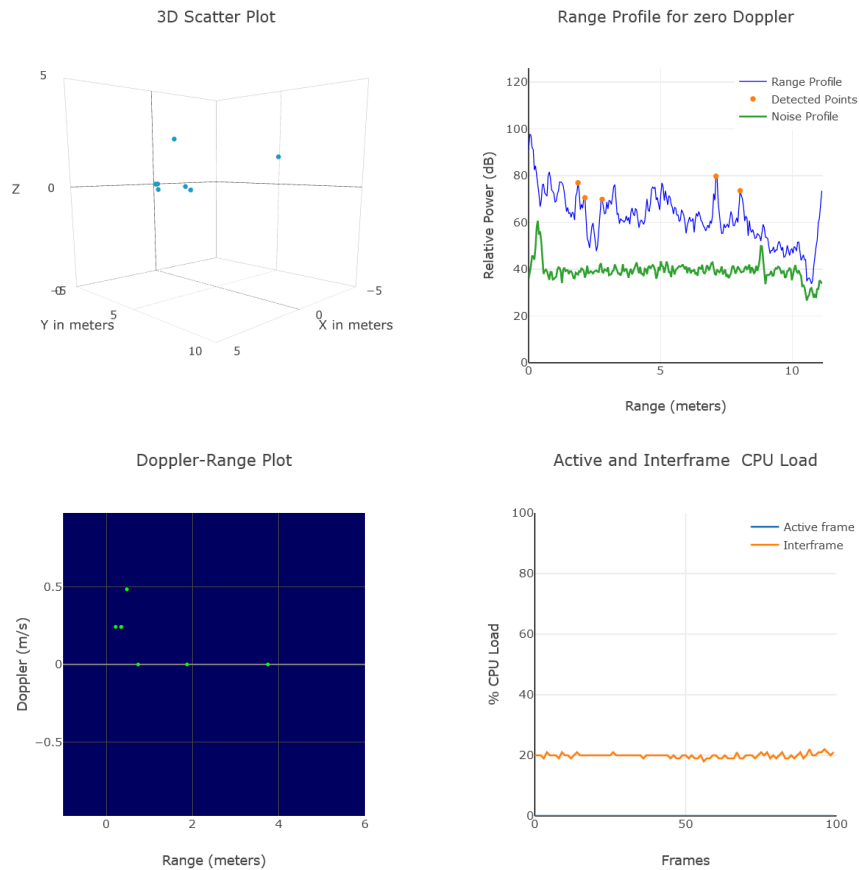 3D Scatter Plot
5
0
Z
-5
0
5
10
Y in meters
5
0
−5
X in meters
Range Profile for zero Doppler
120
100
80
60
40
20
0
Relative Power (dB)
0
5
10
Range (meters)
Range Profile
Detected Points
Noise Profile
Doppler-Range Plot
0.5
0
−0.5
Doppler (m/s)
0
2
4
6
Range (meters)
Active and Interframe CPU Load
100
80
60
40
20
0
% CPU Load
0
50
100
Frames
Active frame
Interframe